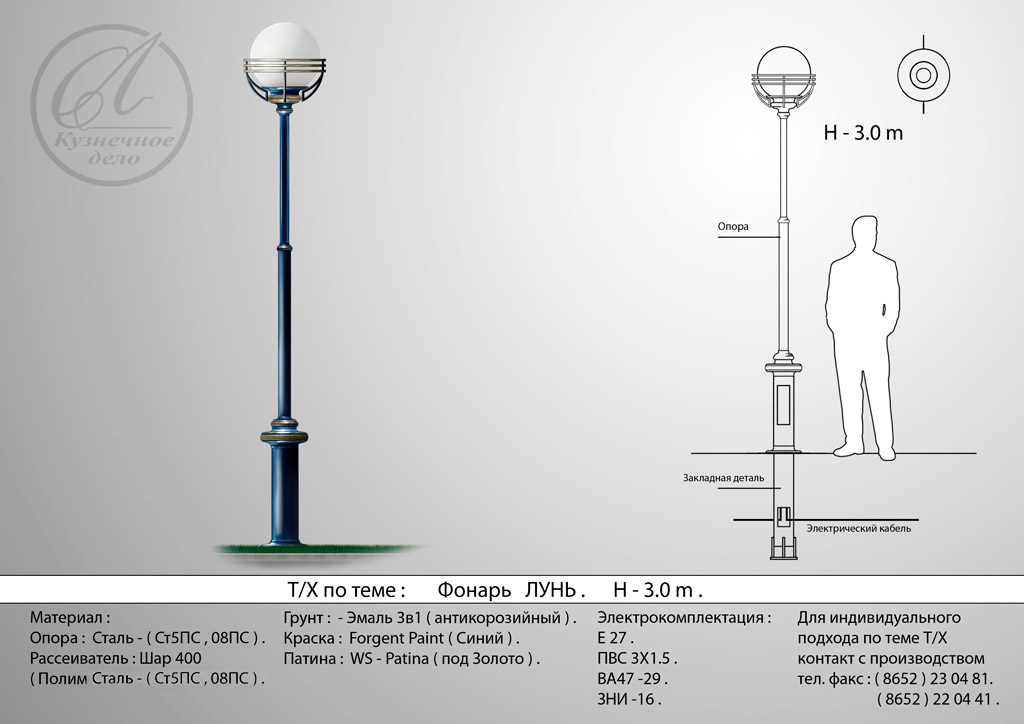 Кузнечное
дело
H - 3.0 m
Опора
Закладная деталь
Электрический кабель
Т/Х по теме : Фонарь ЛУНЬ . H - 3.0 m .
Материал :
Опора : Сталь - ( Ст5ПС , 08ПС ) .
Рассеиватель : Шар 400
( Полим Сталь - ( Ст5ПС , 08ПС ) .
Грунт : - Эмаль 3в1 ( антикорозийный ) .
Краска : Forgent Paint ( Синий ) .
Патина : WS - Patina ( под Золото ) .
Электрокомплектация :
Е 27 .
ПВС 3Х1.5 .
ВА47 -29 .
ЗНИ -16 .
Для индивидуального
подхода по теме Т/Х
контакт с производством
тел. факс : ( 8652 ) 23 04 81.
( 8652 ) 22 04 41 .